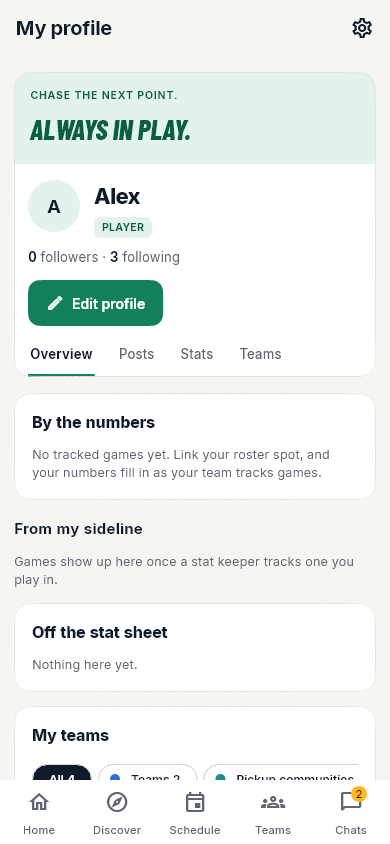 My profile
CHASE THE NEXT POINT.
ALWAYS IN PLAY.
A
Alex
PLAYER
0 followers · 3 following
Edit profile
Overview Posts Stats Teams
By the numbers
No tracked games yet. Link your roster spot, and
your numbers fill in as your team tracks games.
From my sideline
Games show up here once a stat keeper tracks one you
play in.
Off the stat sheet
Nothing here yet.
My teams
All 4 Teams 2 Pickup communities
2
Home Discover Schedule Teams Chats